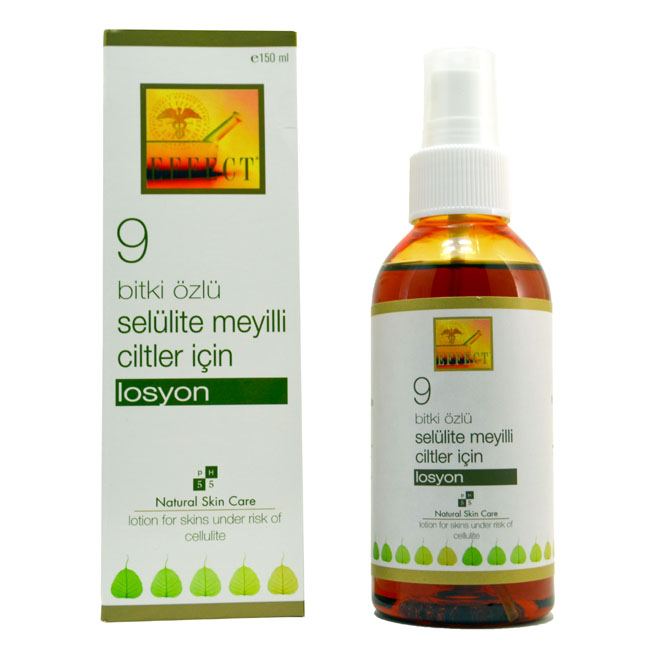 e150 ml
EFFECT
9
bitki özlü
selülite meyilli
ciltler için
losyon
P H
5 5
Natural Skin Care
lotion for skins under risk of
cellulite
EFFECT
9
bitki özlü
selülite meyilli
ciltler için
losyon
P H
5 5
Natural Skin Care
lotion for skins under risk of
cellulite